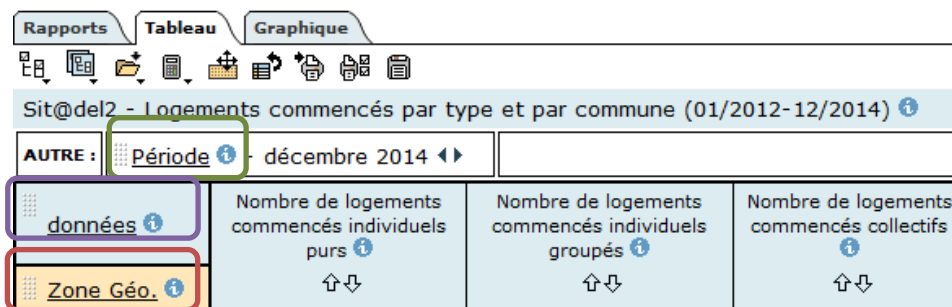 Rapports Tableau Graphique
Sit@del2 - Logements commencés par type et par commune (01/2012-12/2014)
AUTRE : Période - décembre 2014
données
Nombre de logements
commencés individuels
purs
Nombre de logements
commencés individuels
groupés
Nombre de logements
commencés collectifs
Zone Géo.